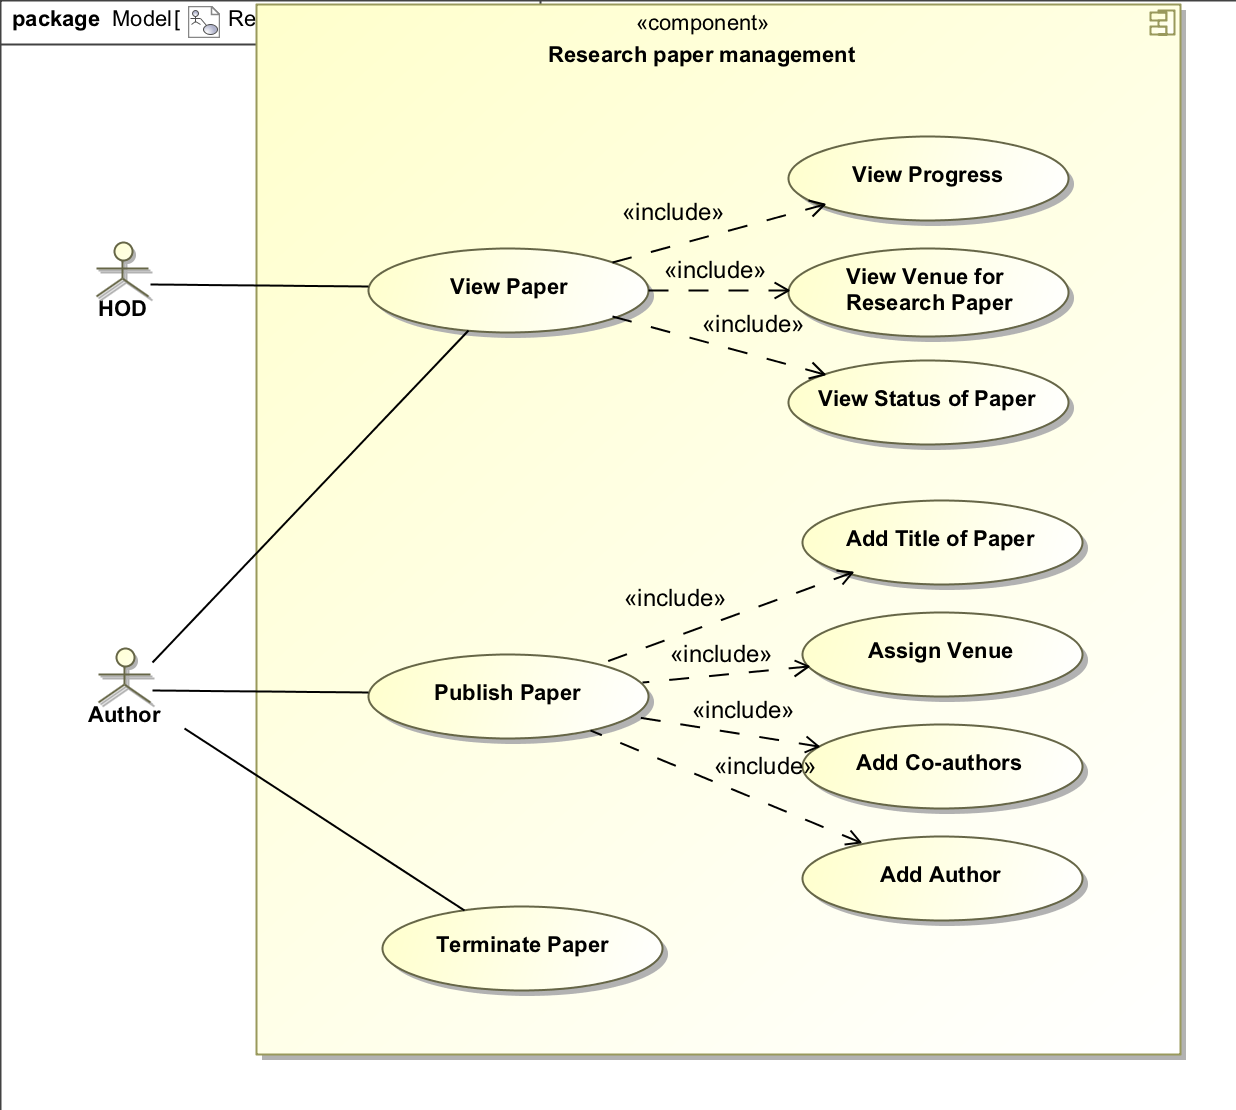 package Model[ Re
«component»
Research paper management
View Progress
«include»
«include»
View Venue for
Research Paper
View Paper
HOD
«include»
View Status of Paper
Add Title of Paper
«include»
Assign Venue
«include»
Publish Paper
Author
«include»
Add Co-authors
«include»
Add Author
Terminate Paper